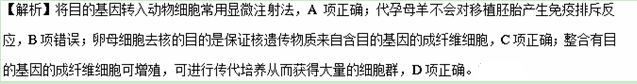 【解析】将目的基因转入动物细胞常用显微注射法，A 项正确；代孕母羊不会对移植胚胎产生免疫排斥反
应，B项错误；卵母细胞去核的目的是保证核遗传物质来自含目的基因的成纤维细胞，C项正确；整合有目
的基因的成纤维细胞可增殖，可进行传代培养从而获得大量的细胞群，D项正确。